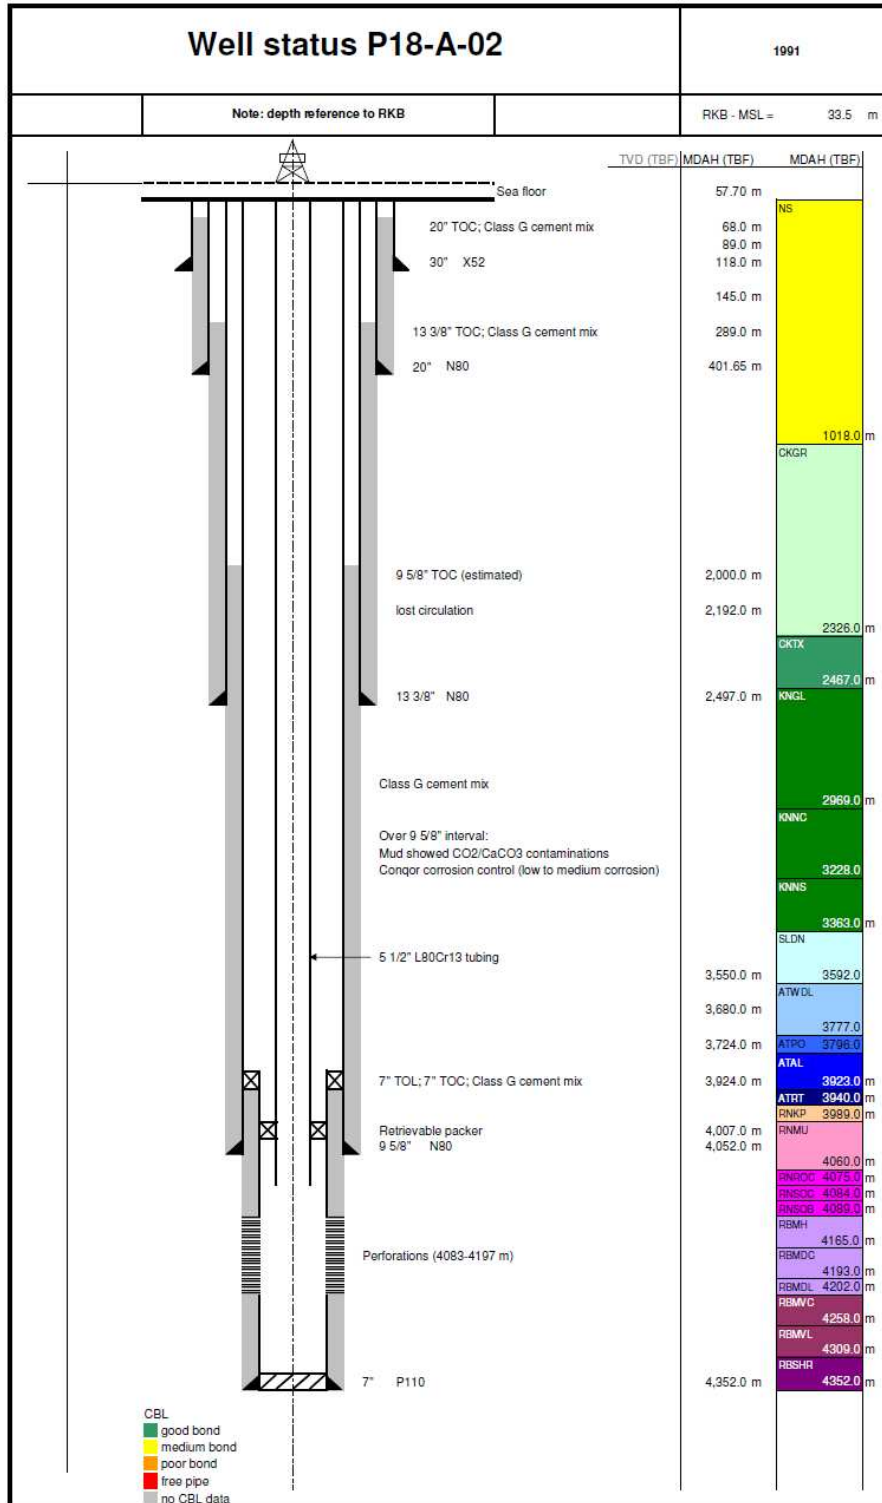 Well status P18-A-02
1991
Note: depth reference to RKB
RKB - MSL = 33.5 m
TVD (TBF) MDAH (TBF) MDAH (TBF)
Sea floor 57.70 m
NS
20" TOC; Class G cement mix 68.0 m
89.0 m
30" X52 118.0 m
145.0 m
13 3/8" TOC; Class G cement mix 289.0 m
20" N80 401.65 m
1018.0 m
CKGR
9 5/8" TOC (estimated) 2,000.0 m
lost circulation 2,192.0 m
2326.0 m
CKTX
2467.0 m
13 3/8" N80 2,497.0 m
KNGL
Class G cement mix
2969.0 m
KNNC
Over 9 5/8" interval:
Mud showed CO2/CaCO3 contaminations
Conqor corrosion control (low to medium corrosion)
3228.0 m
KNNS
3363.0 m
SLDN
5 1/2" L80Cr13 tubing
3,550.0 m 3592.0
ATWDL
3,680.0 m
3777.0
3,724.0 m ATPO 3796.0
ATAL
7" TOL; 7" TOC; Class G cement mix 3,924.0 m 3923.0 m
ATRT 3940.0 m
RNKP 3989.0 m
Retrievable packer 4,007.0 m RNMU
9 5/8" N80 4,052.0 m
4060.0 m
RNROC 4075.0 m
RNSOC 4084.0 m
RNSOB 4089.0 m
RBMH
4165.0 m
Perforations (4083-4197 m) RBMDC
4193.0 m
RBMDL 4202.0 m
RBMVC
4258.0 m
RBMVL
4309.0 m
RBSHR
7" P110 4,352.0 m 4352.0 m
CBL
good bond
medium bond
poor bond
free pipe
no CBL data